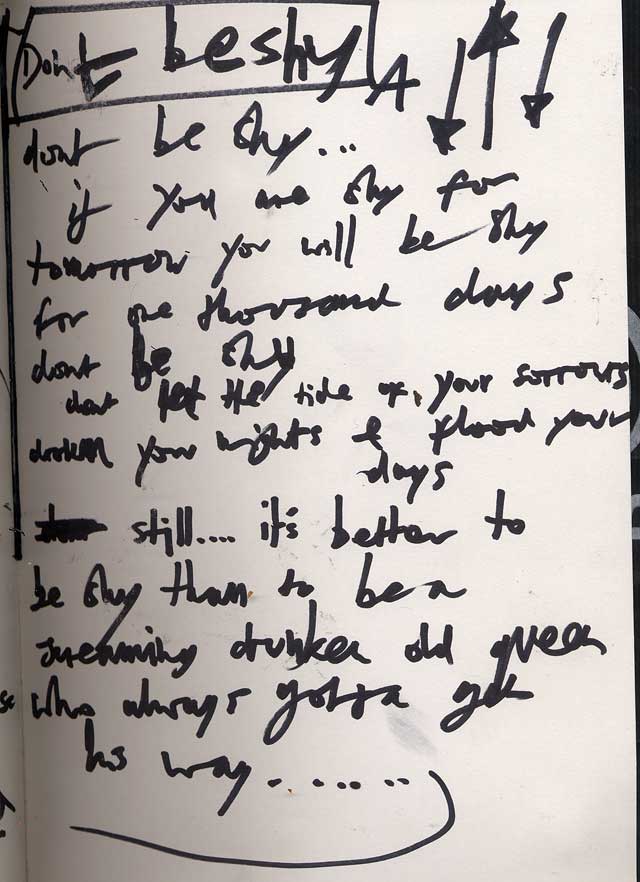 Dont be shy A
dont be shy...
if you are shy for
tomorrow you will be shy
for one thousand days
dont be shy
dont let the tide of your sorrows
drown your nights & flood your
days
still.... it's better to
be shy than to be a
screaming drunken old queen
who always gotta get
his way.......